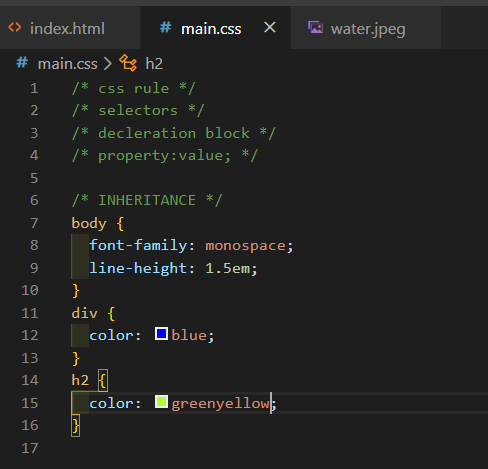 index.html main.css water.jpeg
main.css > h2
1 /* css rule */
2 /* selectors */
3 /* decleration block */
4 /* property:value; */
5
6 /* INHERITANCE */
7 body {
8   font-family: monospace;
9   line-height: 1.5em;
10 }
11 div {
12   color: blue;
13 }
14 h2 {
15   color: greenyellow;
16 }
17